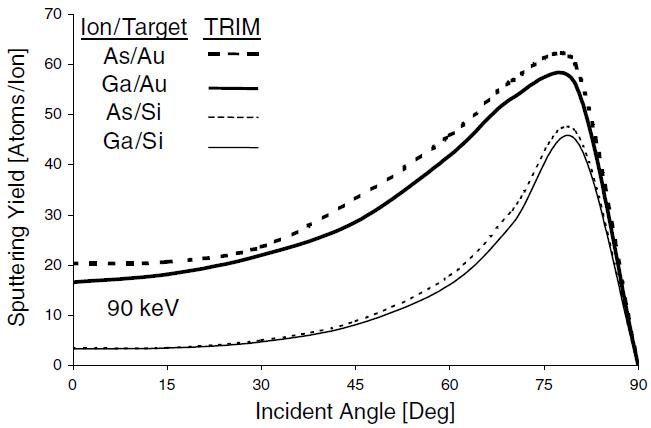 Ion/Target TRIM
As/Au
Ga/Au
As/Si
Ga/Si
90 keV
Sputtering Yield [Atoms/Ion]
70
60
50
40
30
20
10
0
0 15 30 45 60 75 90
Incident Angle [Deg]